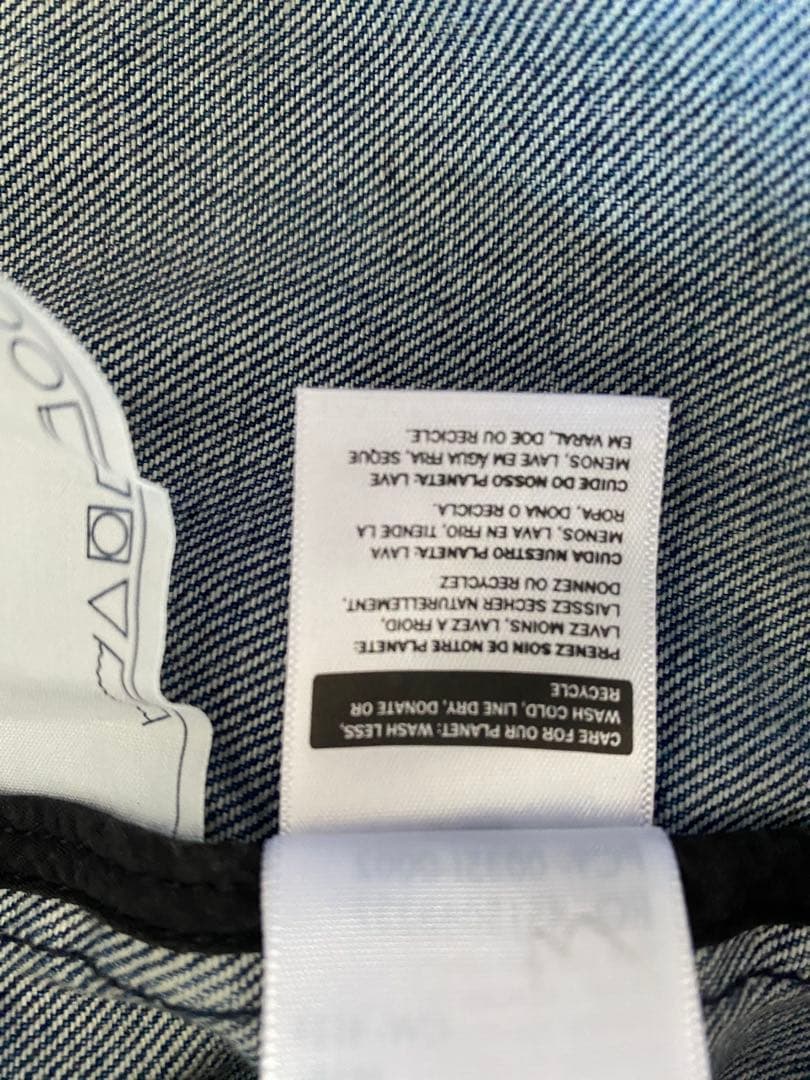 CARE FOR OUR PLANET: WASH LESS,
WASH COLD, LINE DRY, DONATE OR
RECYCLE
PRENEZ SOIN DE NOTRE PLANETE:
LAVEZ MOINS, LAVEZ A FROID,
LAISSEZ SECHER NATURELLEMENT,
DONNEZ OU RECYCLEZ
CUIDA NUESTRO PLANETA: LAVA
MENOS, LAVA EN FRIO, TIENDE LA
ROPA, DONA O RECICLA.
CUIDE DO NOSSO PLANETA: LAVE
MENOS, LAVE EM ÁGUA FRIA, SEQUE
EM VARAL, DOE OU RECICLE.